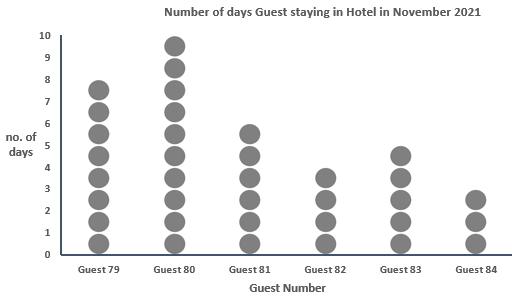 Number of days Guest staying in Hotel in November 2021
10
9
8
7
6
5
4
3
2
1
0
no. of
days
Guest 79 Guest 80 Guest 81 Guest 82 Guest 83 Guest 84
Guest Number